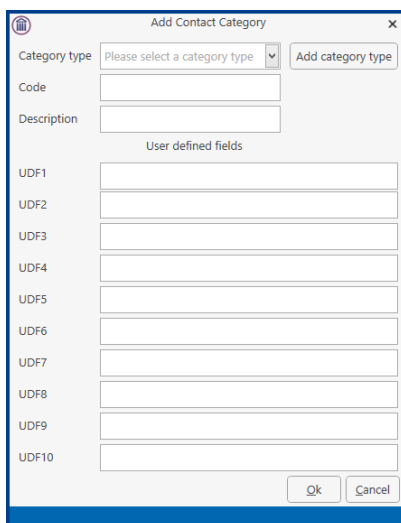 Add Contact Category
Category type Please select a category type Add category type
Code
Description
User defined fields
UDF1
UDF2
UDF3
UDF4
UDF5
UDF6
UDF7
UDF8
UDF9
UDF10
Ok Cancel